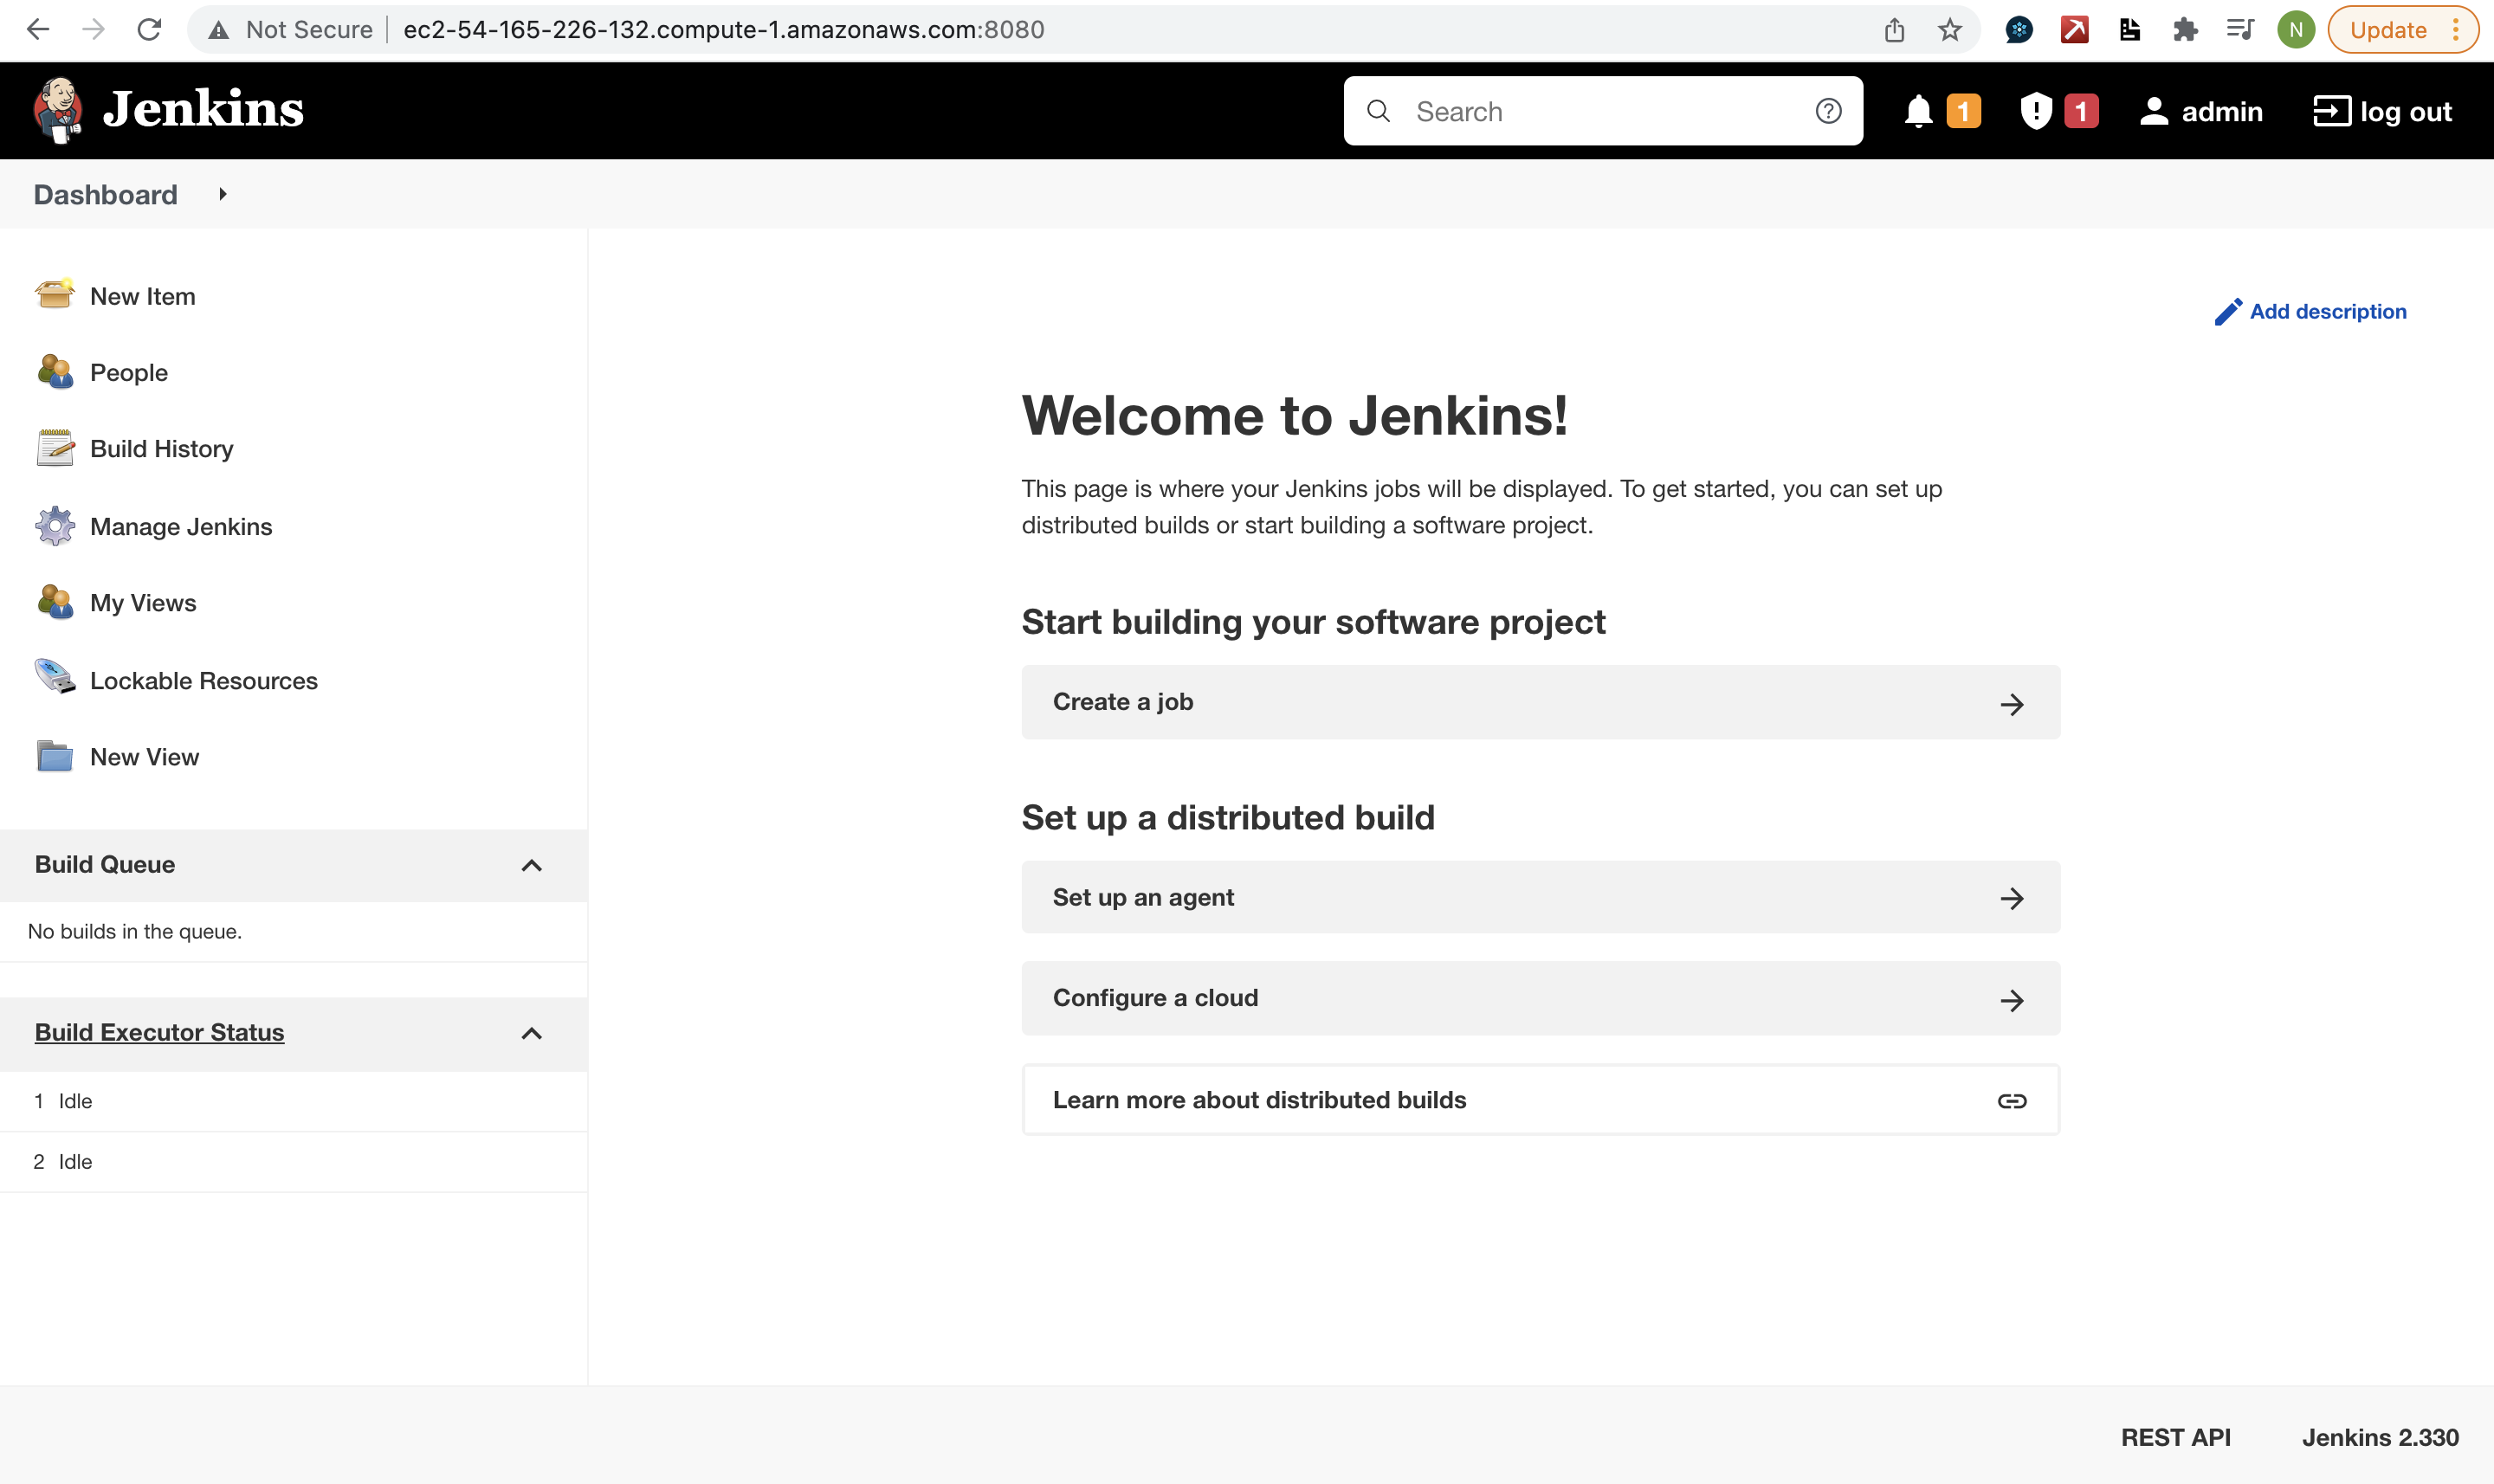 Not Secure ec2-54-165-226-132.compute-1.amazonaws.com:8080 N Update
Jenkins Search 1 1 admin log out
Dashboard
New Item
People
Build History
Manage Jenkins
My Views
Lockable Resources
New View
Build Queue
No builds in the queue.
Build Executor Status
1 Idle
2 Idle
Add description
Welcome to Jenkins!
This page is where your Jenkins jobs will be displayed. To get started, you can set up
distributed builds or start building a software project.
Start building your software project
Create a job
Set up a distributed build
Set up an agent
Configure a cloud
Learn more about distributed builds
REST API Jenkins 2.330